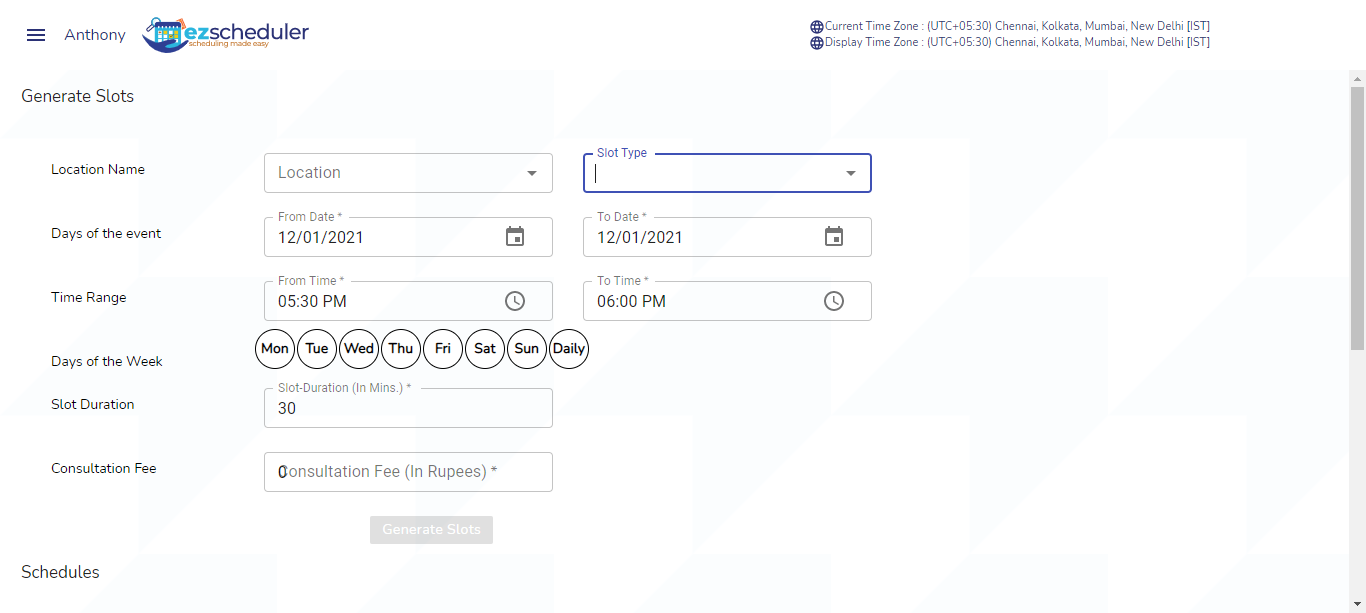 Anthony
ezscheduler
scheduling made easy
Current Time Zone : (UTC+05:30) Chennai, Kolkata, Mumbai, New Delhi [IST]
Display Time Zone : (UTC+05:30) Chennai, Kolkata, Mumbai, New Delhi [IST]
Generate Slots
Location Name
Location
Slot Type
Days of the event
From Date *
12/01/2021
To Date *
12/01/2021
Time Range
From Time *
05:30 PM
To Time *
06:00 PM
Days of the Week
Mon Tue Wed Thu Fri Sat Sun Daily
Slot Duration
Slot-Duration (In Mins.) *
30
Consultation Fee
0
Consultation Fee (In Rupees) *
Generate Slots
Schedules